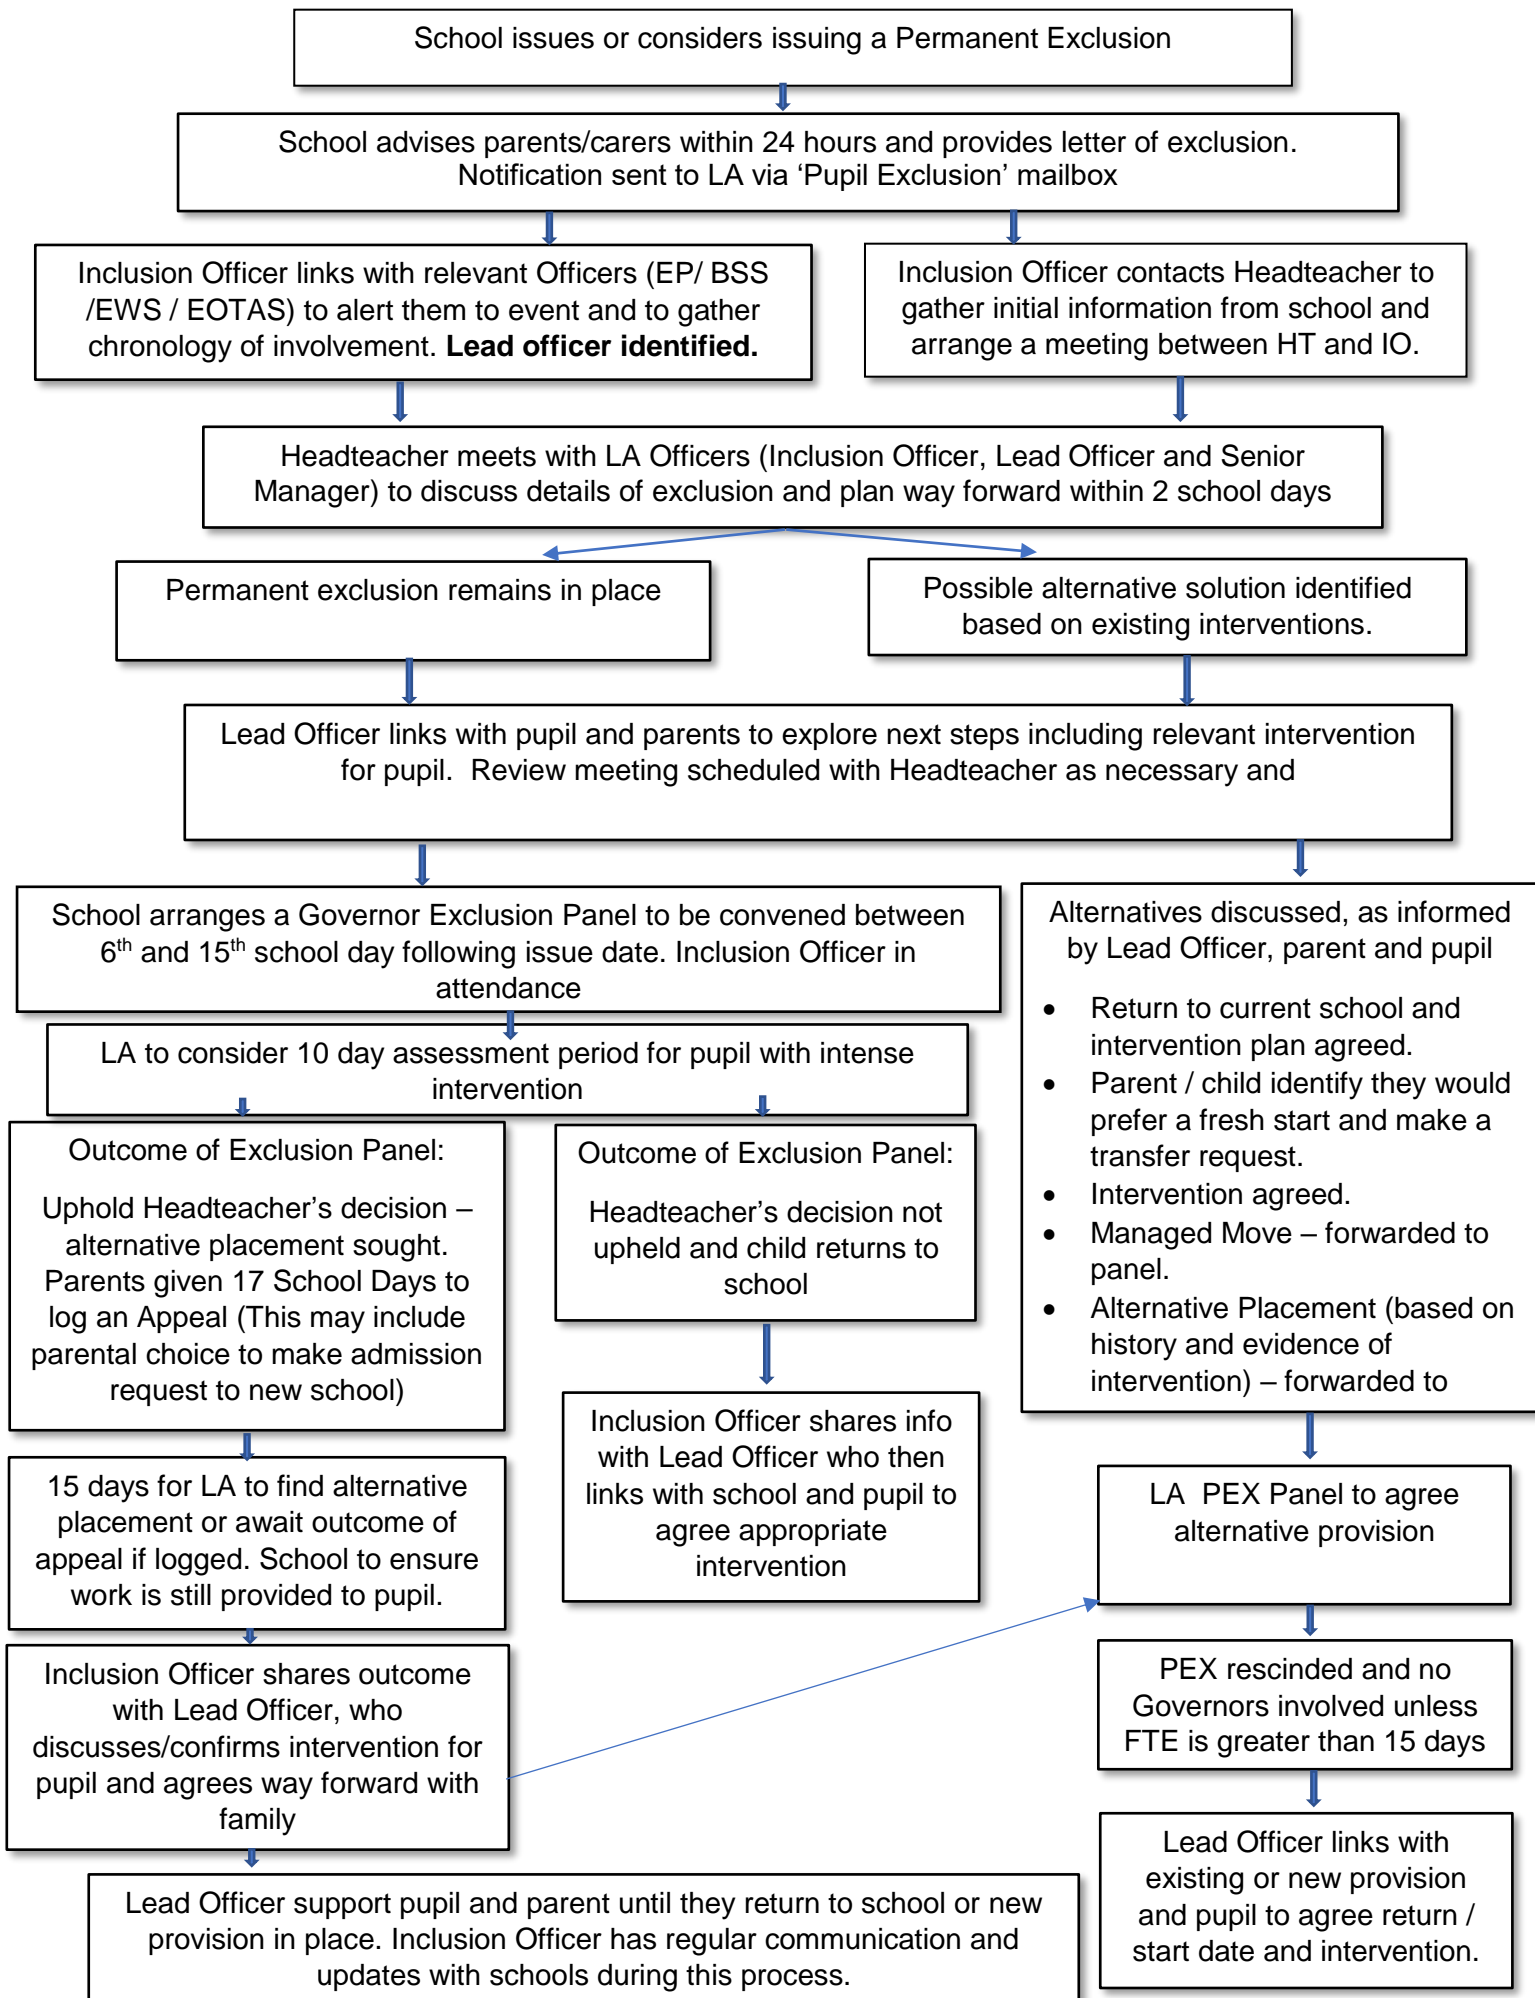 School issues or considers issuing a Permanent Exclusion
School advises parents/carers within 24 hours and provides letter of exclusion.
Notification sent to LA via ‘Pupil Exclusion’ mailbox
Inclusion Officer links with relevant Officers (EP/ BSS
/EWS / EOTAS) to alert them to event and to gather
chronology of involvement. Lead officer identified.
Inclusion Officer contacts Headteacher to
gather initial information from school and
arrange a meeting between HT and IO.
Headteacher meets with LA Officers (Inclusion Officer, Lead Officer and Senior
Manager) to discuss details of exclusion and plan way forward within 2 school days
Permanent exclusion remains in place
Possible alternative solution identified
based on existing interventions.
Lead Officer links with pupil and parents to explore next steps including relevant intervention
for pupil.  Review meeting scheduled with Headteacher as necessary and
School arranges a Governor Exclusion Panel to be convened between
6th and 15th school day following issue date. Inclusion Officer in
attendance
LA to consider 10 day assessment period for pupil with intense
intervention
Outcome of Exclusion Panel:
Uphold Headteacher’s decision –
alternative placement sought.
Parents given 17 School Days to
log an Appeal (This may include
parental choice to make admission
request to new school)
Outcome of Exclusion Panel:
Headteacher’s decision not
upheld and child returns to
school
Alternatives discussed, as informed
by Lead Officer, parent and pupil
• Return to current school and
intervention plan agreed.
• Parent / child identify they would
prefer a fresh start and make a
transfer request.
• Intervention agreed.
• Managed Move – forwarded to
panel.
• Alternative Placement (based on
history and evidence of
intervention) – forwarded to
15 days for LA to find alternative
placement or await outcome of
appeal if logged. School to ensure
work is still provided to pupil.
Inclusion Officer shares info
with Lead Officer who then
links with school and pupil to
agree appropriate
intervention
LA  PEX Panel to agree
alternative provision
Inclusion Officer shares outcome
with Lead Officer, who
discusses/confirms intervention for
pupil and agrees way forward with
family
PEX rescinded and no
Governors involved unless
FTE is greater than 15 days
Lead Officer links with
existing or new provision
and pupil to agree return /
start date and intervention.
Lead Officer support pupil and parent until they return to school or new
provision in place. Inclusion Officer has regular communication and
updates with schools during this process.